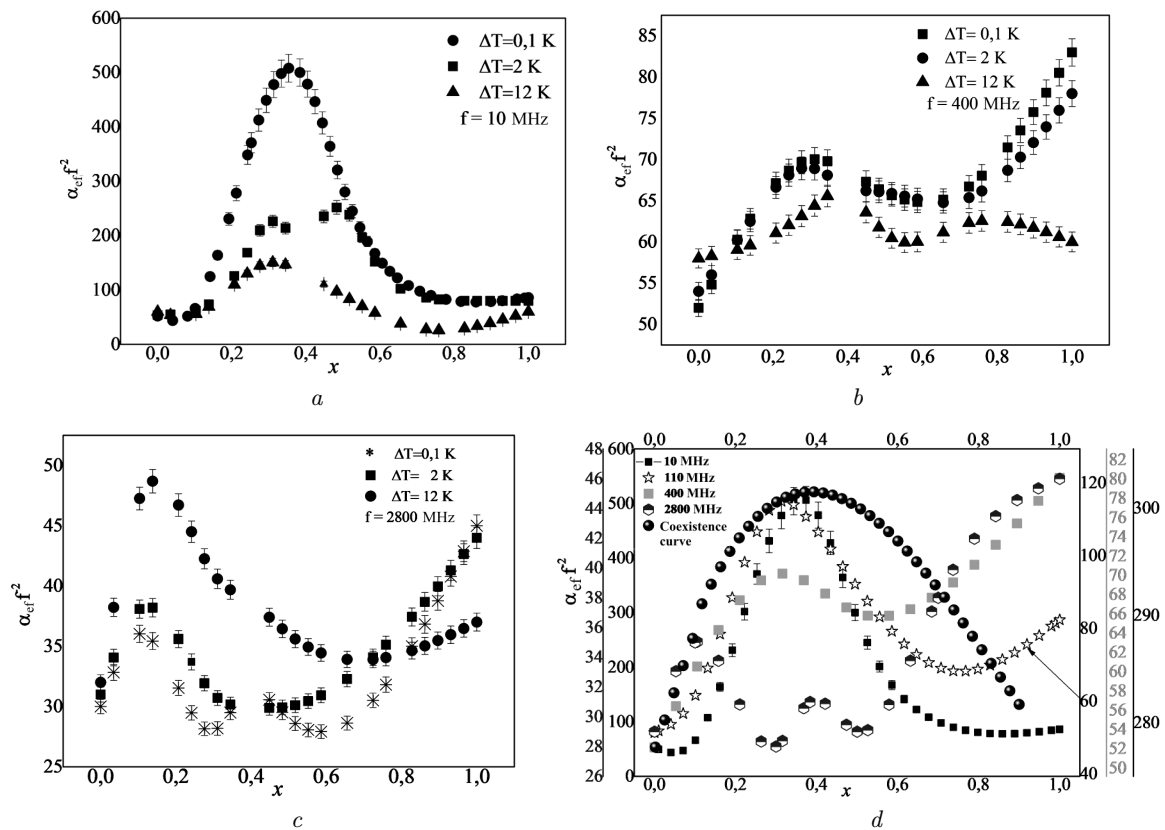 600
500
400
300
200
100
0
α_ef f^-2
ΔT=0,1 K
ΔT=2 K
ΔT=12 K
f = 10 MHz
0,0 0,2 0,4 0,6 0,8 1,0
x
a
85
80
75
70
65
60
55
50
α_ef f^-2
ΔT= 0,1 K
ΔT= 2 K
ΔT= 12 K
f = 400 MHz
0,0 0,2 0,4 0,6 0,8 1,0
x
b
50
45
40
35
30
25
α_ef f^-2
ΔT=0,1 K
ΔT= 2 K
ΔT= 12 K
f = 2800 MHz
0,0 0,2 0,4 0,6 0,8 1,0
x
c
0,0 0,2 0,4 0,6 0,8 1,0
48
46
44
42
40
38
36
34
32
30
28
26
600
500
400
300
200
100
0
α_ef f^-2
10 MHz
110 MHz
400 MHz
2800 MHz
Coexistence
curve
120
100
80
60
40
82
80
78
76
74
72
70
68
66
64
62
60
58
56
54
52
50
300
290
280
0,0 0,2 0,4 0,6 0,8 1,0
x
d